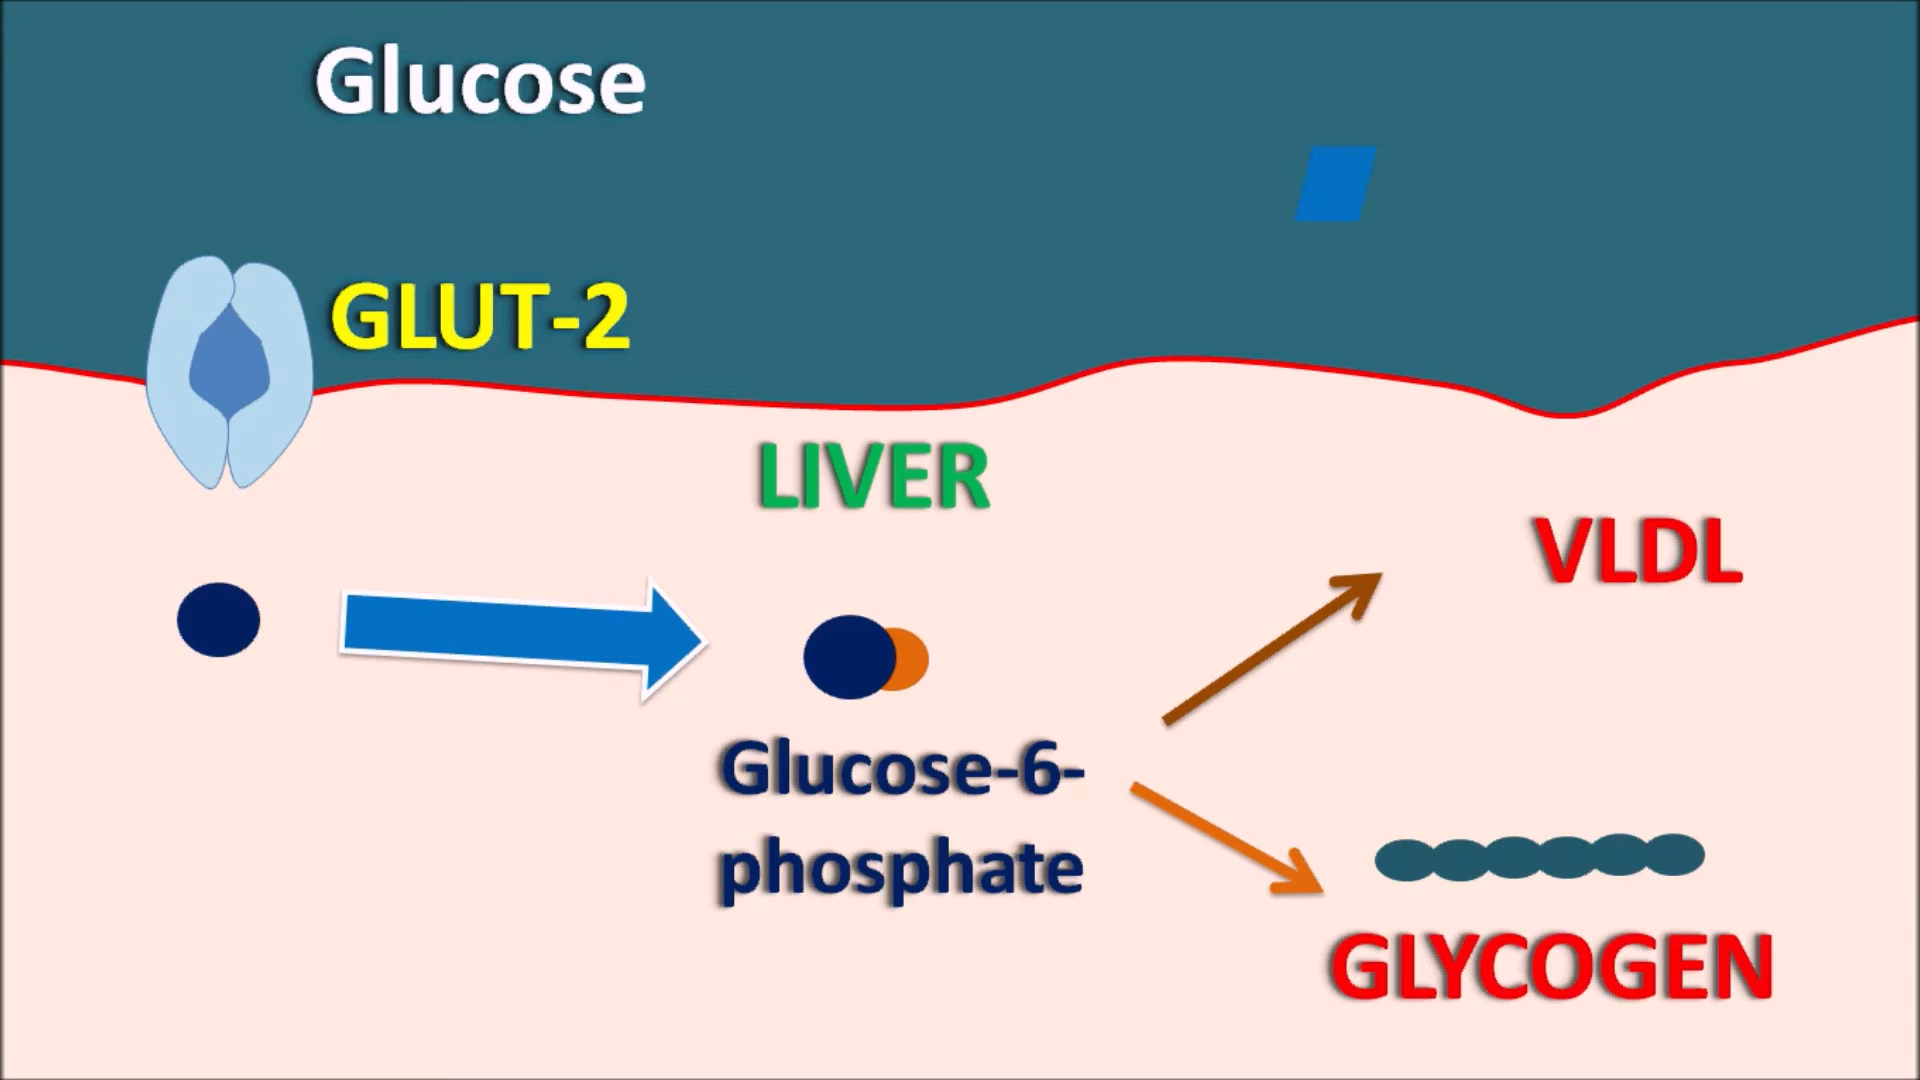 Glucose
GLUT-2
LIVER
VLDL
Glucose-6-
phosphate
GLYCOGEN